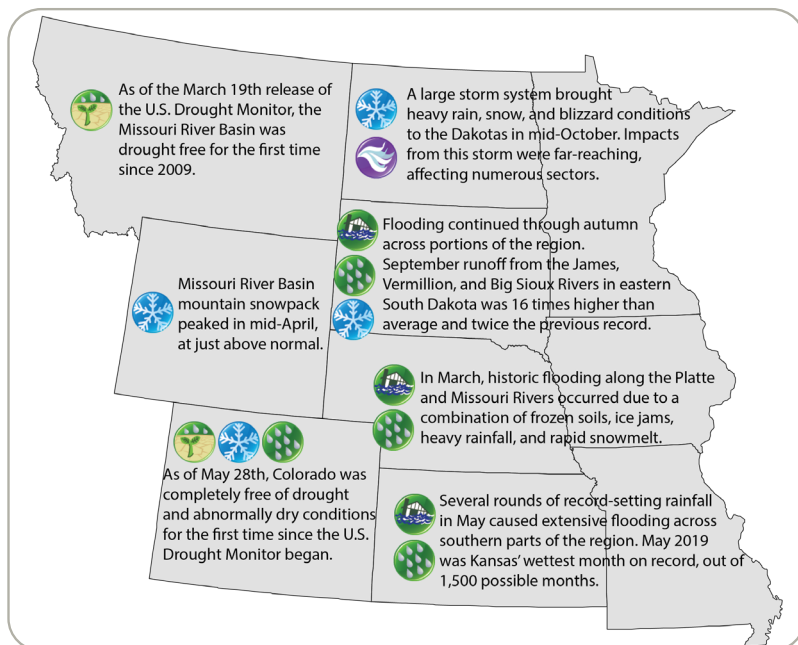 As of the March 19th release of
the U.S. Drought Monitor, the
Missouri River Basin was
drought free for the first time
since 2009.
A large storm system brought
heavy rain, snow, and blizzard conditions
to the Dakotas in mid-October. Impacts
from this storm were far-reaching,
affecting numerous sectors.
Flooding continued through autumn
across portions of the region.
September runoff from the James,
Vermillion, and Big Sioux Rivers in eastern
South Dakota was 16 times higher than
average and twice the previous record.
Missouri River Basin
mountain snowpack
peaked in mid-April,
at just above normal.
In March, historic flooding along the Platte
and Missouri Rivers occurred due to a
combination of frozen soils, ice jams,
heavy rainfall, and rapid snowmelt.
As of May 28th, Colorado was
completely free of drought
and abnormally dry conditions
for the first time since the U.S.
Drought Monitor began.
Several rounds of record-setting rainfall
in May caused extensive flooding across
southern parts of the region. May 2019
was Kansas' wettest month on record, out of
1,500 possible months.